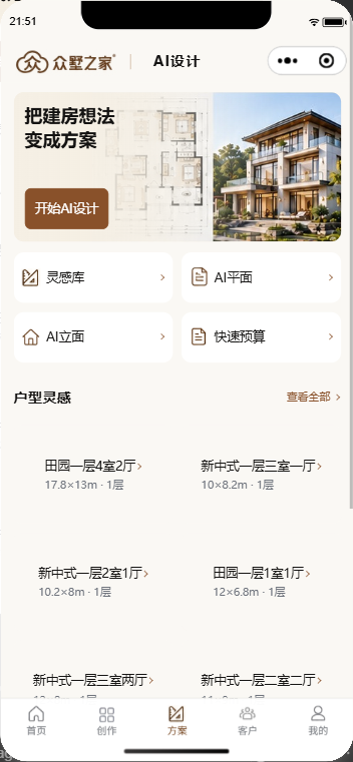 21:51
众墅之家
AI设计
把建房想法
变成方案
开始AI设计
灵感库
AI平面
AI立面
快速预算
户型灵感
查看全部
田园一层4室2厅
17.8×13m · 1层
新中式一层三室一厅
10×8.2m · 1层
新中式一层2室1厅
10.2×8m · 1层
田园一层1室1厅
12×6.8m · 1层
新中式一层三室两厅
新中式一层二室二厅
首页
创作
方案
客户
我的